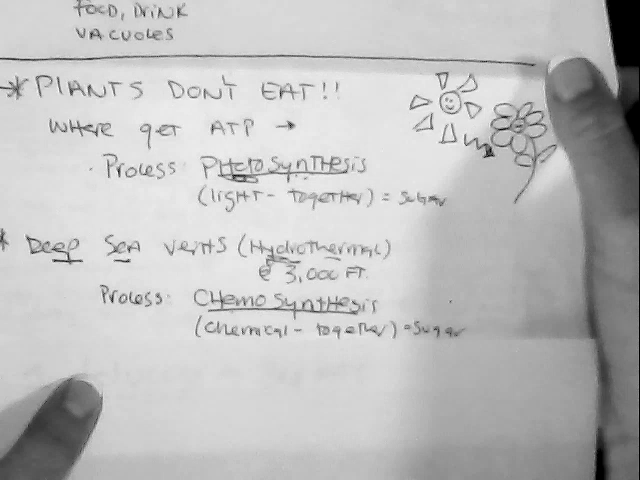 FOOD, DRINK
VACUOLES
→* PLANTS DON'T EAT!!
WHERE get ATP →
. Process: PHOTOSYNTHESIS
(light - together) = Sugar
* Deep Sea vents (Hydrothermal)
@ 3,000 FT.
Process: CHEMOSYNTHESIS
(chemical - together) = Sugar